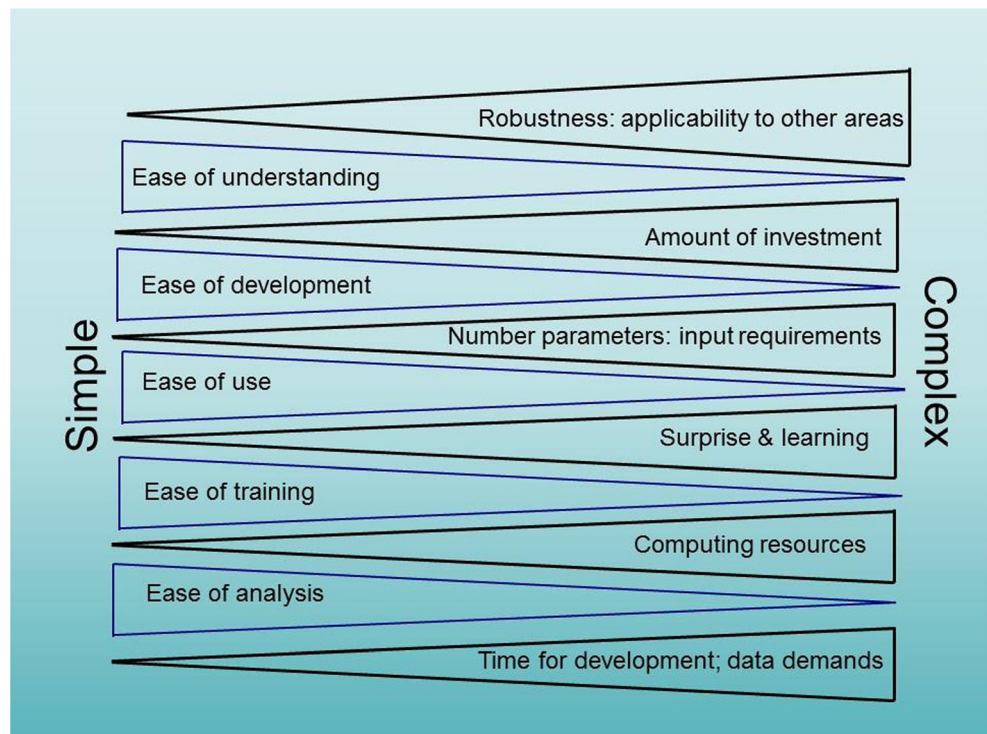 Robustness: applicability to other areas
Ease of understanding
Amount of investment
Ease of development
Number parameters: input requirements
Ease of use
Surprise & learning
Ease of training
Computing resources
Ease of analysis
Time for development; data demands
Simple
Complex